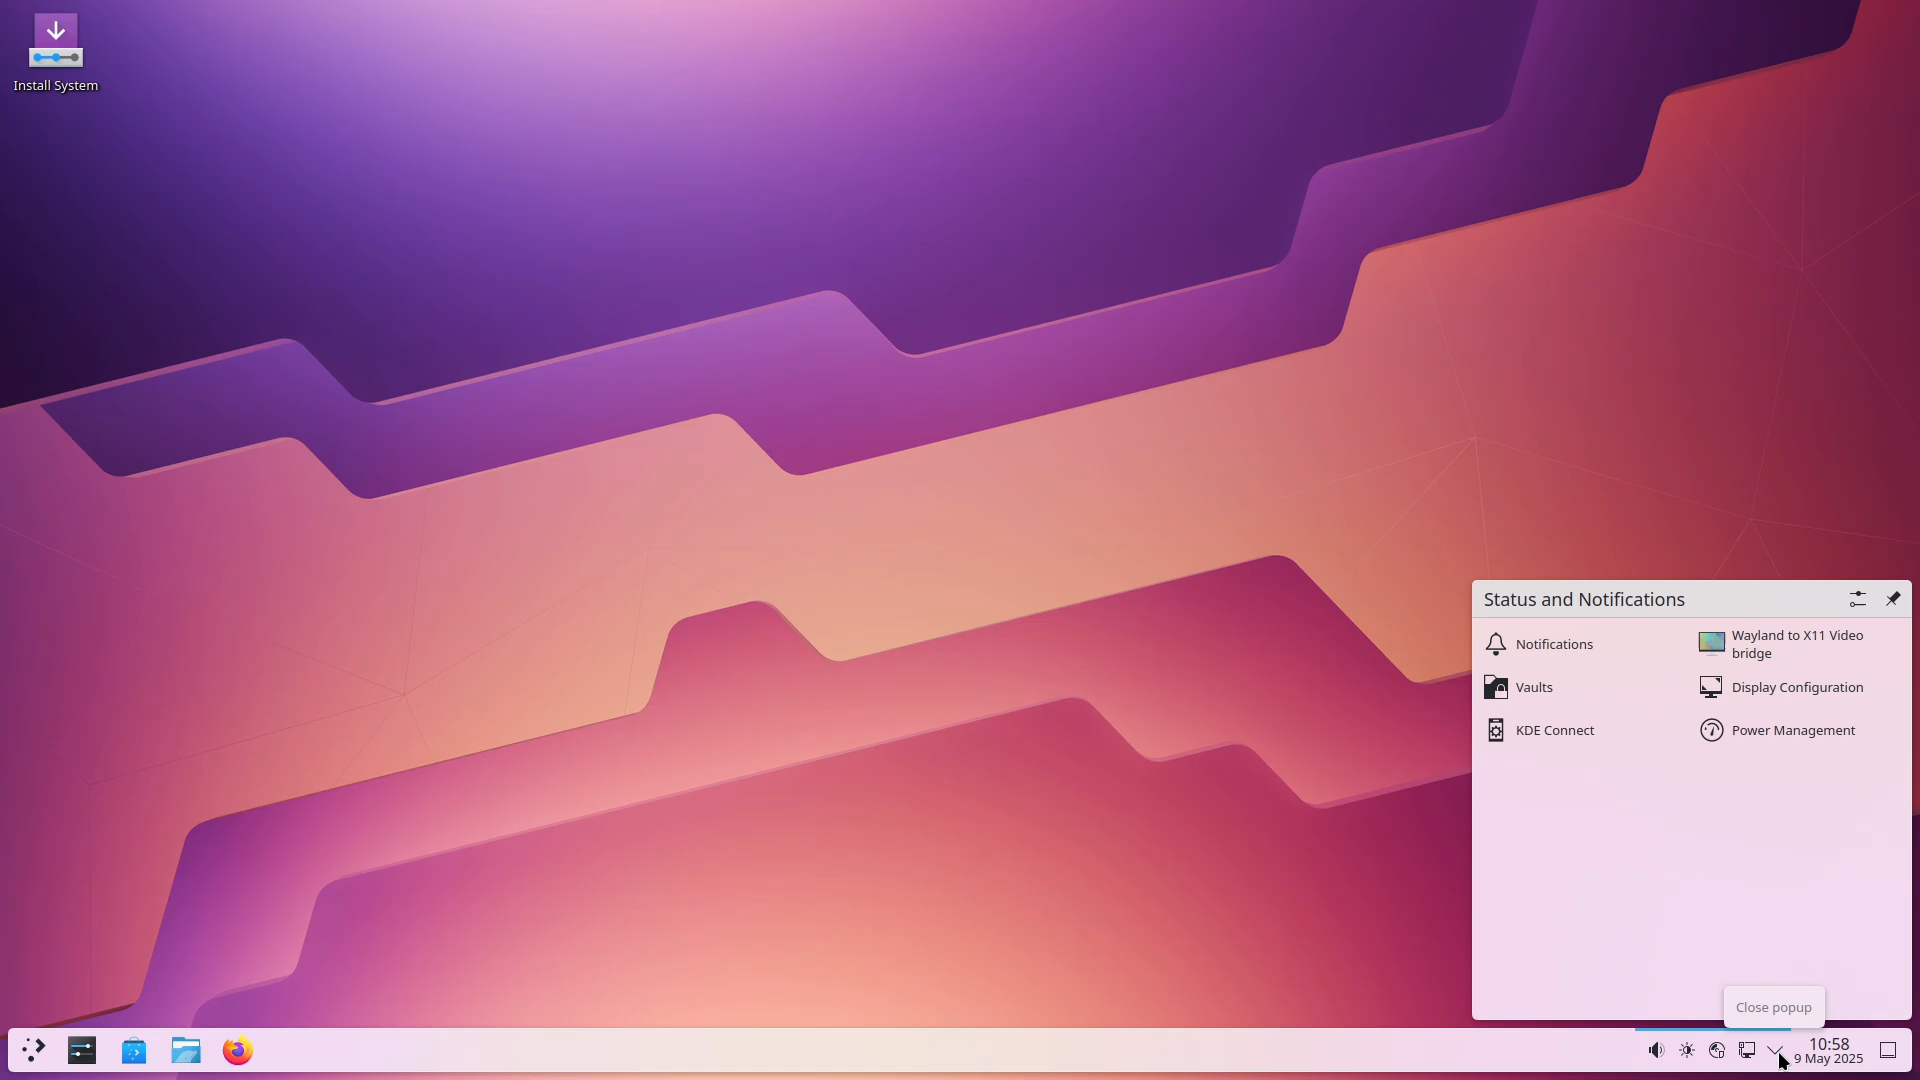 Install System
Status and Notifications
Notifications
Wayland to X11 Video
bridge
Vaults
Display Configuration
KDE Connect
Power Management
Close popup
10:58
9 May 2025